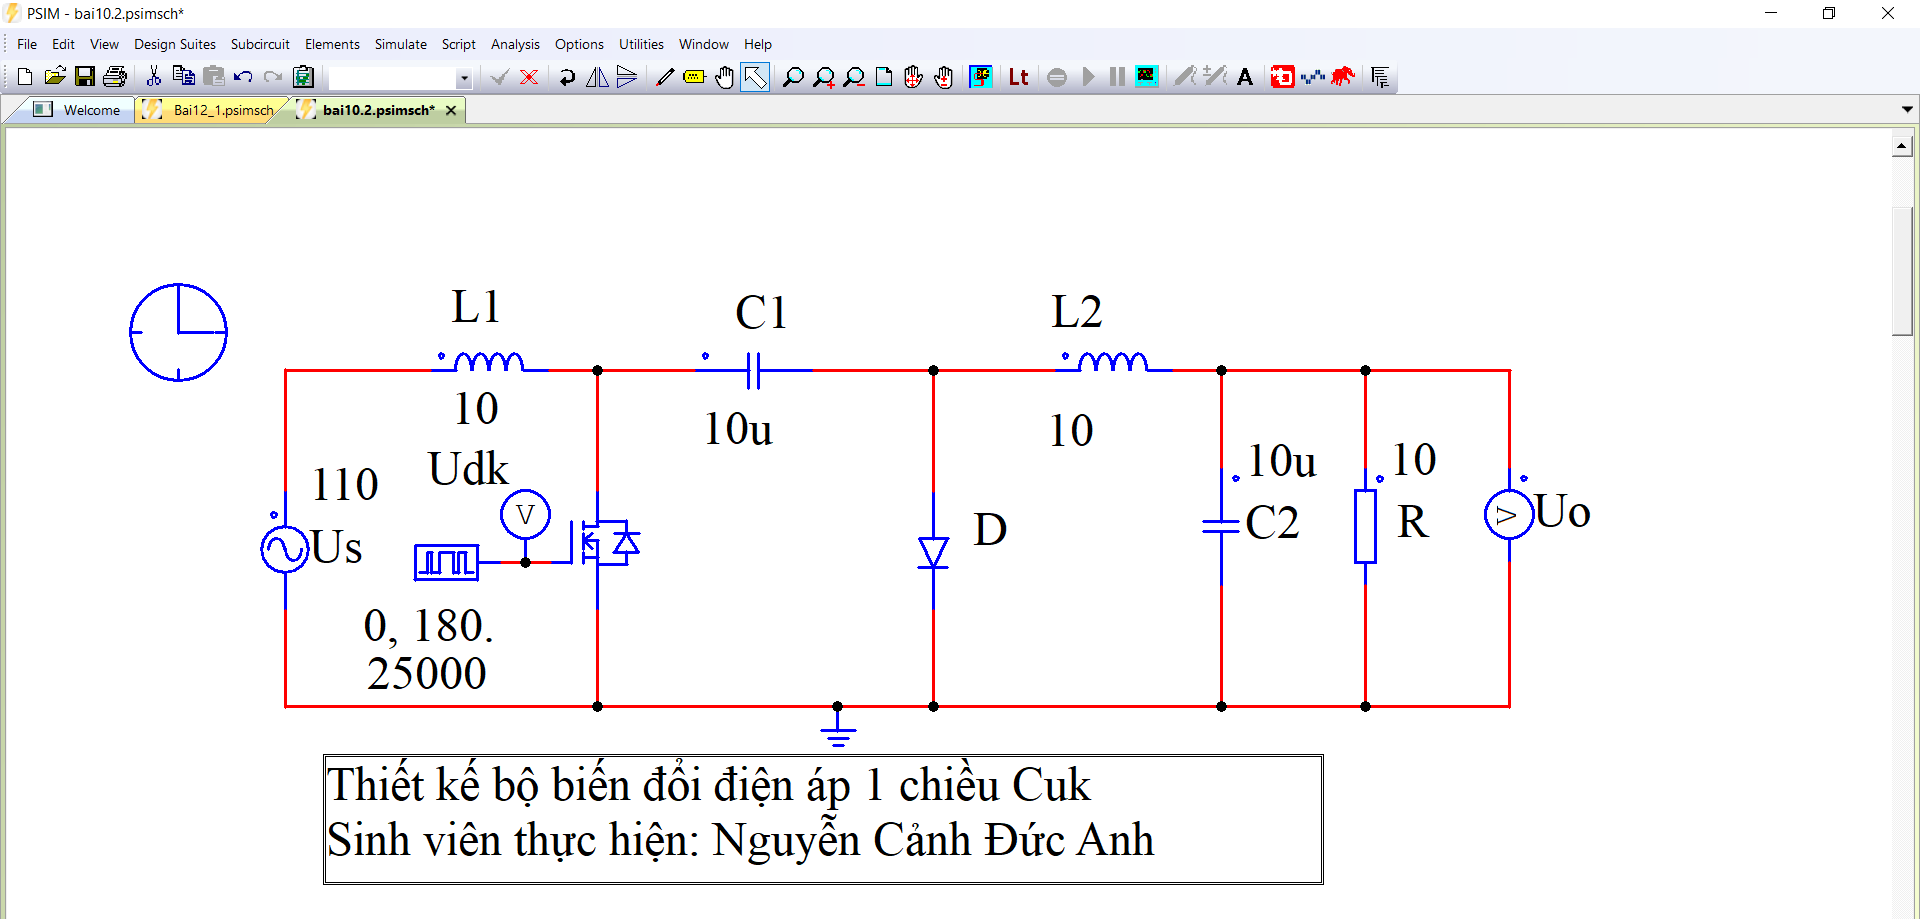 PSIM - bai10.2.psimsch*
File Edit View Design Suites Subcircuit Elements Simulate Script Analysis Options Utilities Window Help
Lt A
Welcome Bai12_1.psimsch bai10.2.psimsch*
L1 C1 L2
10 10u 10
Udk
110
V
Us
0, 180.
25000
D
10u
C2
10
R
V
Uo
Thiết kế bộ biến đổi điện áp 1 chiều Cuk
Sinh viên thực hiện: Nguyễn Cảnh Đức Anh